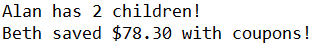 Alan has 2 children!
Beth saved $78.30 with coupons!